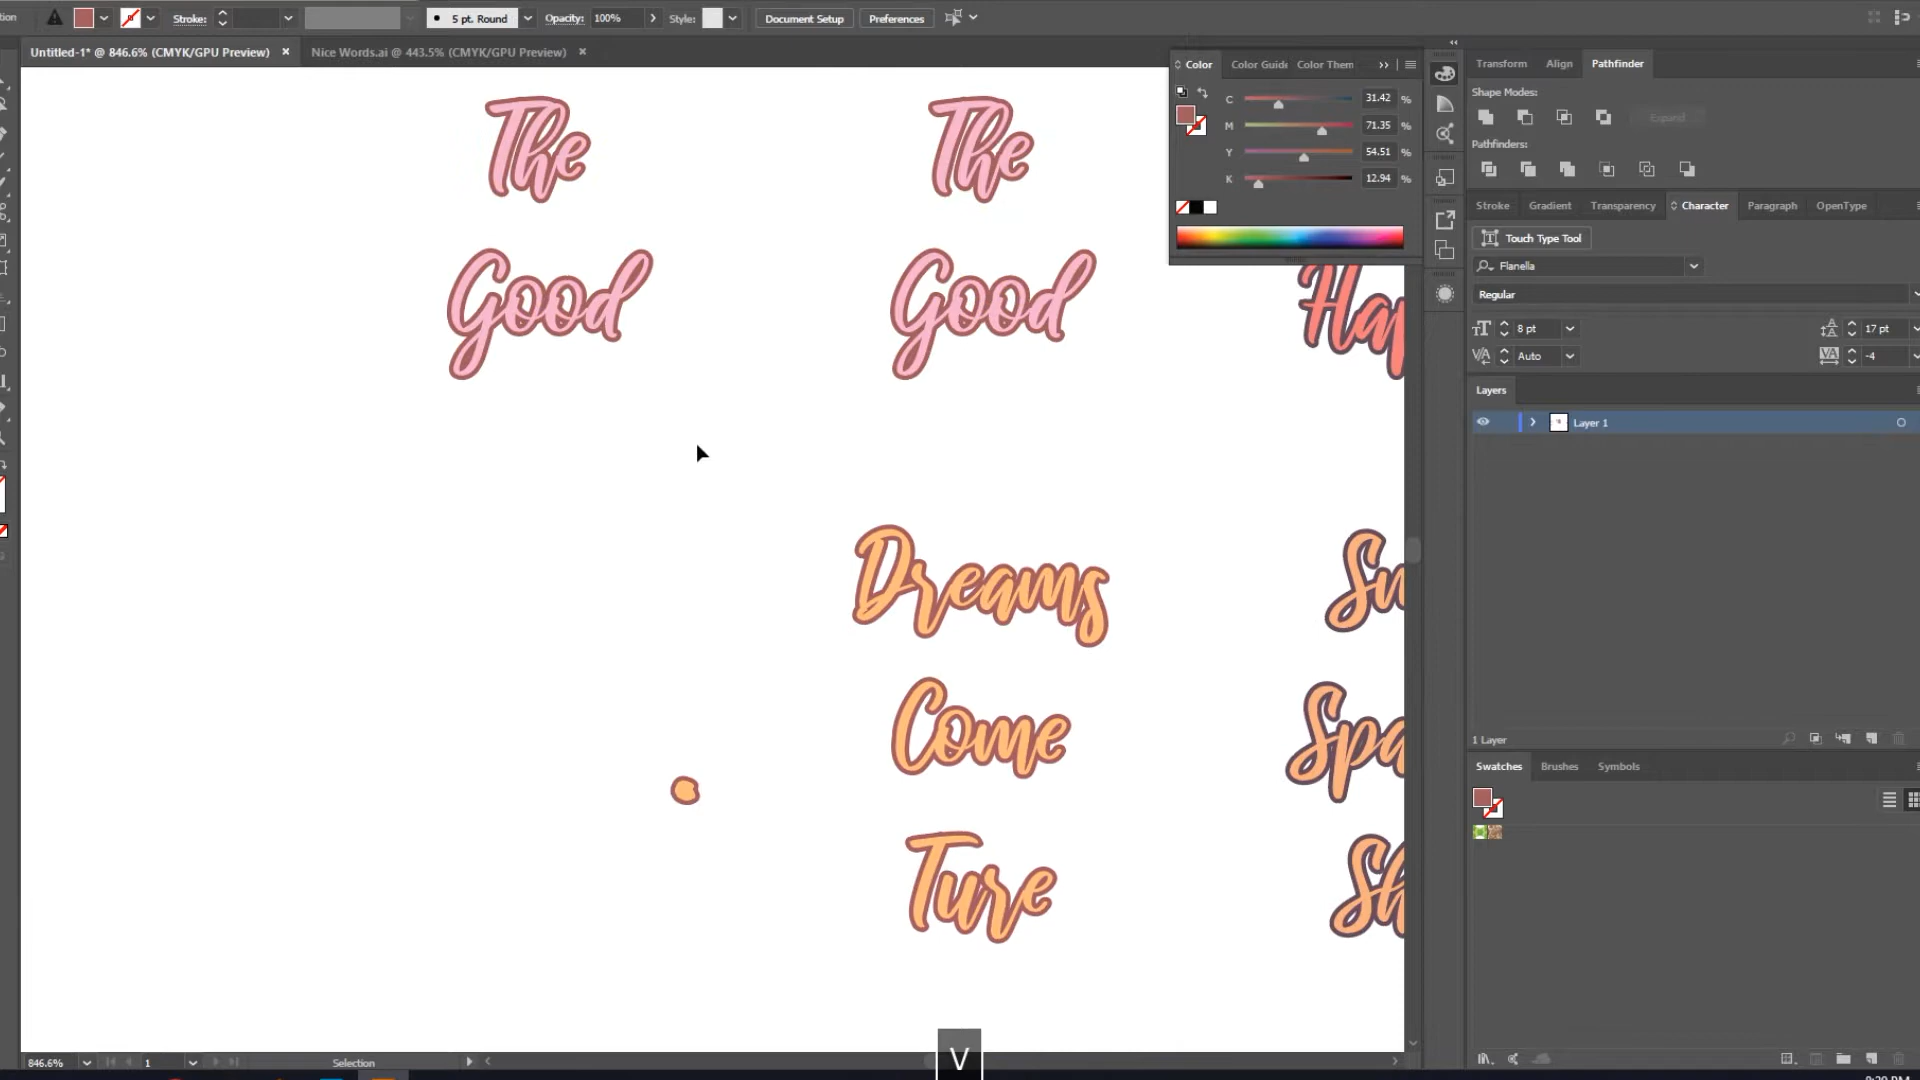 Stroke:
5 pt. Round
Opacity:
100%
Style:
Document Setup
Preferences
Untitled-1* @ 846.6% (CMYK/GPU Preview)
Nice Words.ai @ 443.5% (CMYK/GPU Preview)
Color
Color Guide
Color Them
C
31.42
%
M
71.35
%
Y
54.51
%
K
12.94
%
Transform
Align
Pathfinder
Shape Modes:
Expand
Pathfinders:
Stroke
Gradient
Transparency
Character
Paragraph
OpenType
Touch Type Tool
Flanella
Regular
8 pt
17 pt
Auto
-4
Layers
Layer 1
1 Layer
Swatches
Brushes
Symbols
The
The
Good
Good
Dreams
Come
Ture
846.6%
1
Selection
V